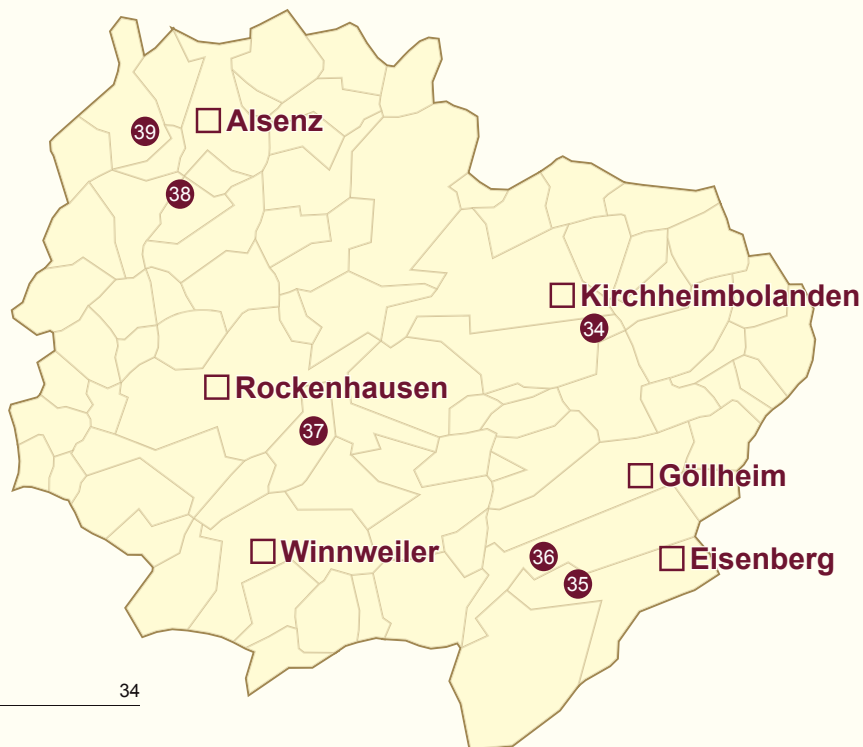 39
Alsenz
38
Kirchheimbolanden
34
Rockenhausen
37
Göllheim
Winnweiler
36
Eisenberg
35
34